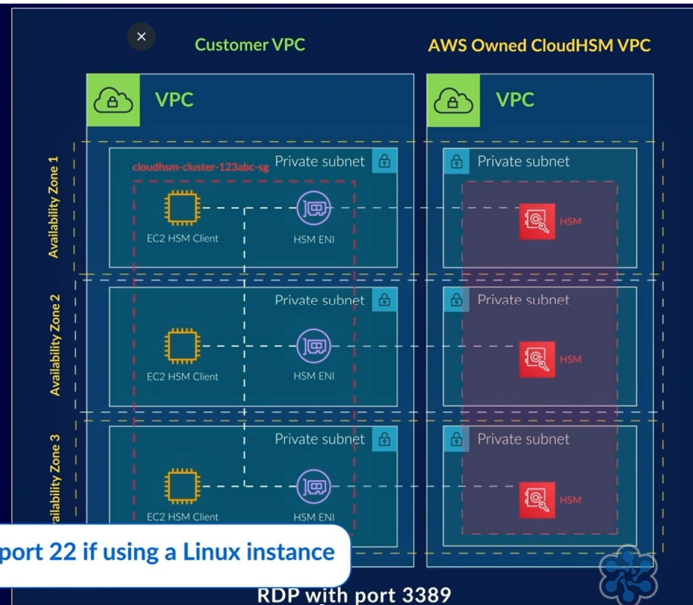 Customer VPC
AWS Owned CloudHSM VPC
VPC
VPC
Availability Zone 1
cloudhsm-cluster-123abc-sg
Private subnet
Private subnet
EC2 HSM Client
HSM ENI
HSM
Availability Zone 2
Private subnet
Private subnet
EC2 HSM Client
HSM ENI
HSM
Availability Zone 3
Private subnet
Private subnet
EC2 HSM Client
HSM ENI
HSM
port 22 if using a Linux instance
RDP with port 3389